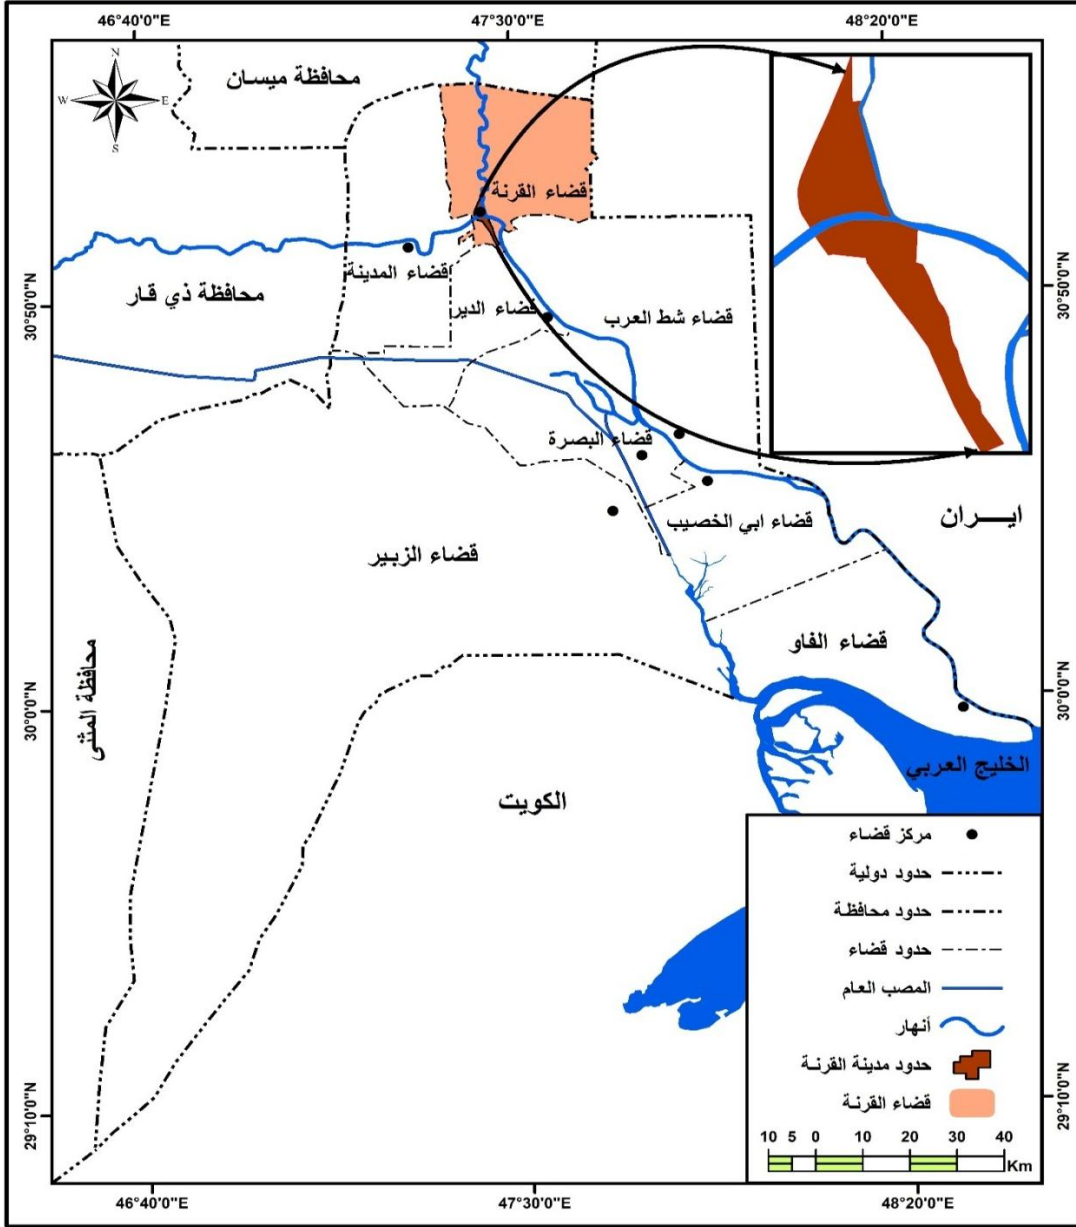 46°40'0"E
47°30'0"E
48°20'0"E
N
W
E
S
محافظة ميسان
قضاء القرنة
قضاء المدينة
محافظة ذي قار
قضاء الدير
قضاء شط العرب
30°50'0"N
30°50'0"N
قضاء البصرة
ايـــران
قضاء ابي الخصيب
قضاء الزبير
قضاء الفاو
محافظة المثنى
30°0'0"N
30°0'0"N
الخليج العربي
الكويت
مركز قضاء
حدود دولية
حدود محافظة
حدود قضاء
المصب العام
أنهار
حدود مدينة القرنة
قضاء القرنة
29°10'0"N
29°10'0"N
10 5 0 10 20 30 40
Km
46°40'0"E
47°30'0"E
48°20'0"E